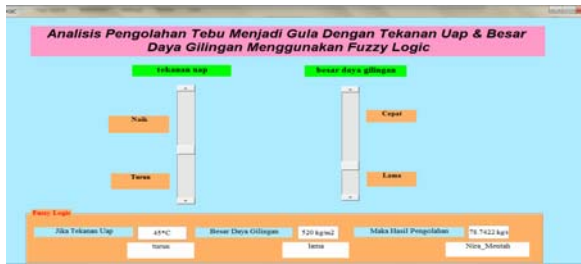 Analisis Pengolahan Tebu Menjadi Gula Dengan Tekanan Uap & Besar
Daya Gilingan Menggunakan Fuzzy Logic
tekanan uap
besar daya gilingan
Naik
Cepat
Turun
Lama
Fuzzy Logic
Jika Tekanan Uap
45°C
Besar Daya Gilingan
520 kg/m2
Maka Hasil Pengolahan
78.7422 kg/s
turun
lama
Nira_Mentah